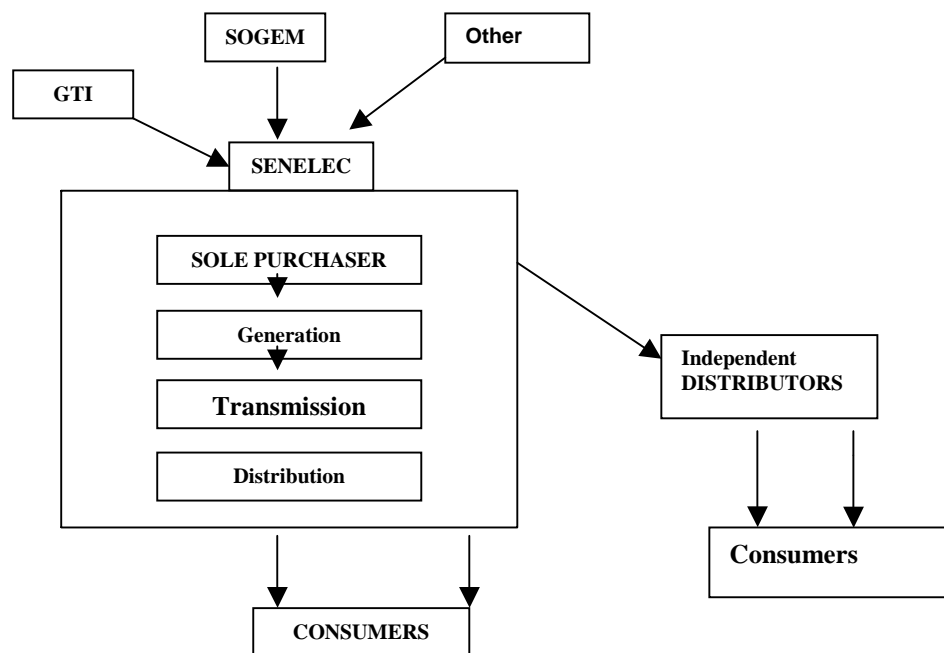 SOGEM
Other
GTI
SENELEC
SOLE PURCHASER
Generation
Transmission
Distribution
Independent
DISTRIBUTORS
Consumers
CONSUMERS